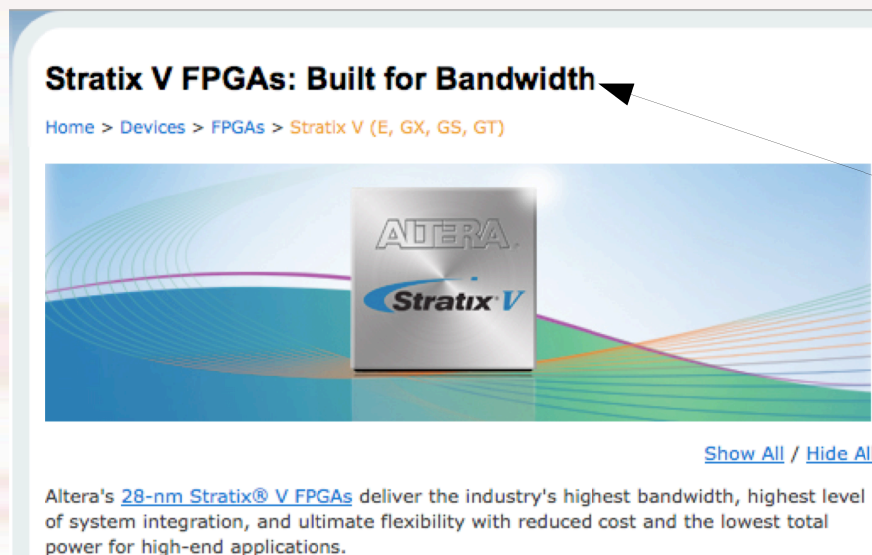 Stratix V FPGAs: Built for Bandwidth
Home > Devices > FPGAs > Stratix V (E, GX, GS, GT)
ALTERA.
Stratix V
Show All / Hide All
Altera's 28-nm Stratix® V FPGAs deliver the industry's highest bandwidth, highest level
of system integration, and ultimate flexibility with reduced cost and the lowest total
power for high-end applications.